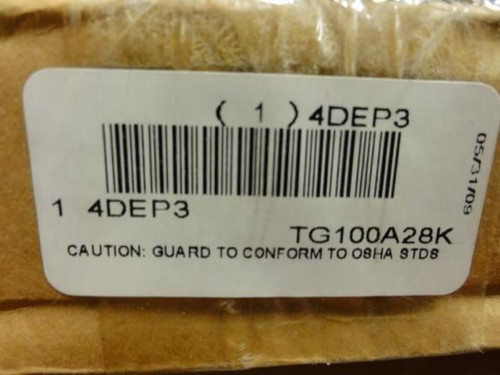 ( 1 ) 4DEP3
1 4DEP3
TG100A28K
CAUTION: GUARD TO CONFORM TO OSHA STDS
05/31/09